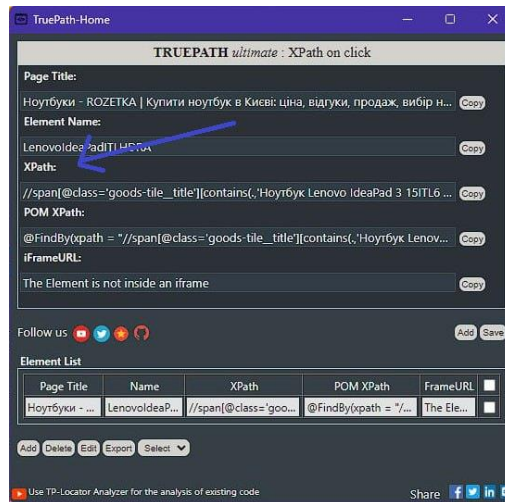 TruePath-Home
TRUEPATH ultimate : XPath on click
Page Title:
Ноутбуки - ROZETKA | Купити ноутбук в Києві: ціна, відгуки, продаж, вибір н... Copy
Element Name:
LenovoIdeaPadITLHDRA Copy
XPath:
//span[@class='goods-tile__title'][contains(.,'Ноутбук Lenovo IdeaPad 3 15ITL6 ... Copy
POM XPath:
@FindBy(xpath = "//span[@class='goods-tile__title'][contains(.,'Ноутбук Lenov... Copy
iFrameURL:
The Element is not inside an iframe Copy
Follow us Add Save
Element List
Page Title Name XPath POM XPath FrameURL
Ноутбуки - ... LenovoIdeaP... //span[@class='goo... @FindBy(xpath = "/... The Ele...
Add Delete Edit Export Select
Use TP-Locator Analyzer for the analysis of existing code Share